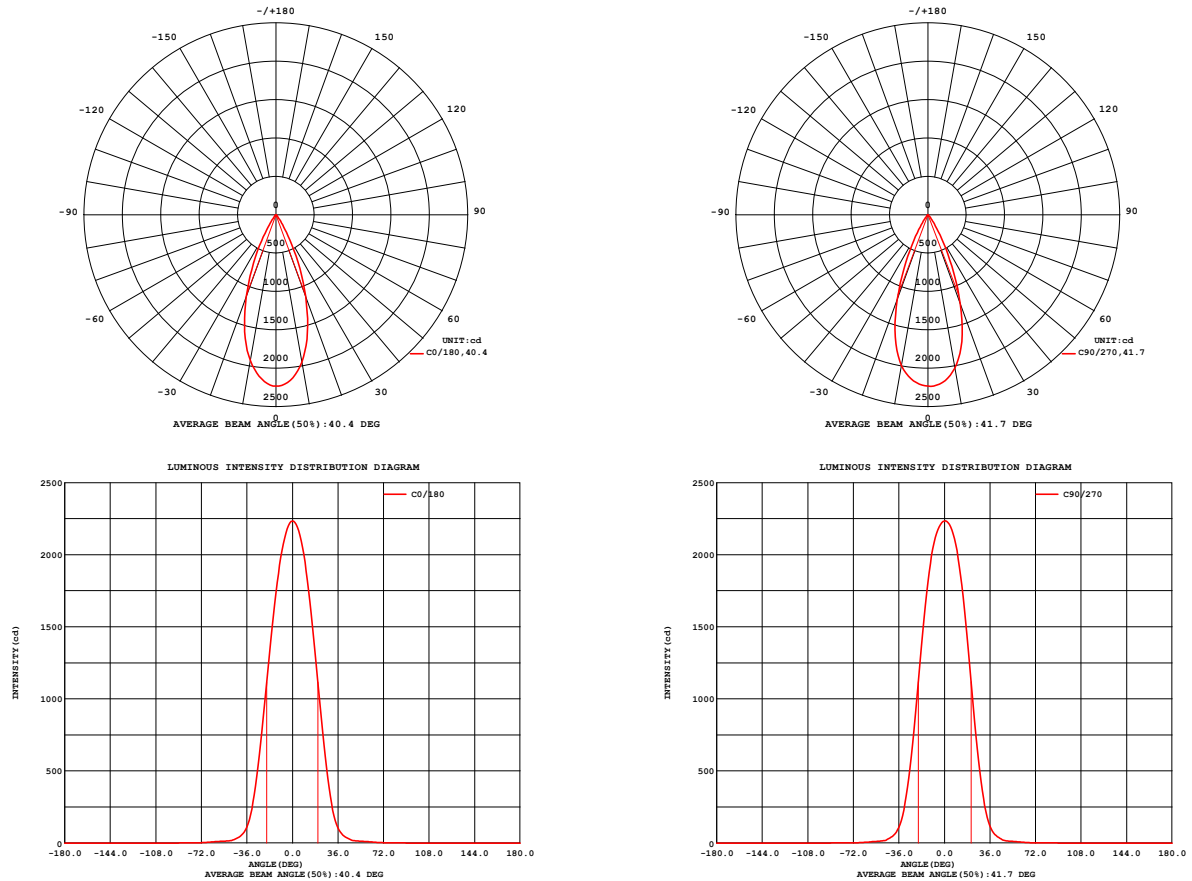 -/+180
-150 150
-120 120
-90 90
-60 60
-30 30
0
500
1000
1500
2000
2500
0
UNIT:cd
C0/180,40.4
AVERAGE BEAM ANGLE(50%):40.4 DEG
-/+180
-150 150
-120 120
-90 90
-60 60
-30 30
0
500
1000
1500
2000
2500
0
UNIT:cd
C90/270,41.7
AVERAGE BEAM ANGLE(50%):41.7 DEG
LUMINOUS INTENSITY DISTRIBUTION DIAGRAM
C0/180
INTENSITY(cd)
2500
2000
1500
1000
500
0
-180.0 -144.0 -108.0 -72.0 -36.0 0.0 36.0 72.0 108.0 144.0 180.0
ANGLE(DEG)
AVERAGE BEAM ANGLE(50%):40.4 DEG
LUMINOUS INTENSITY DISTRIBUTION DIAGRAM
C90/270
INTENSITY(cd)
2500
2000
1500
1000
500
0
-180.0 -144.0 -108.0 -72.0 -36.0 0.0 36.0 72.0 108.0 144.0 180.0
ANGLE(DEG)
AVERAGE BEAM ANGLE(50%):41.7 DEG